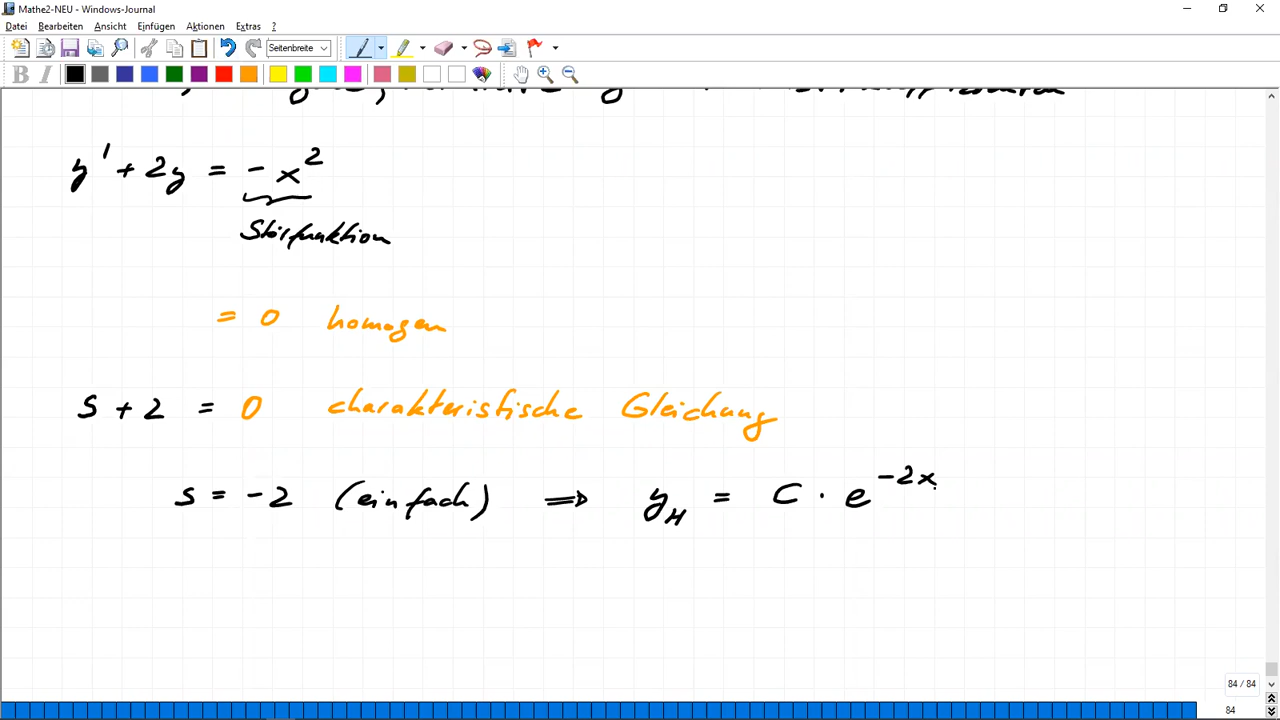 Mathe2-NEU - Windows-Journal
Datei Bearbeiten Ansicht Einfügen Aktionen Extras ?
Seitenbreite
B I
y' + 2y = - x²
Störfunktion
= 0 homogen
s + 2 = 0 charakteristische Gleichung
s = -2 (einfach) ⇒ y_H = C · e^{-2x}
84 / 84
84